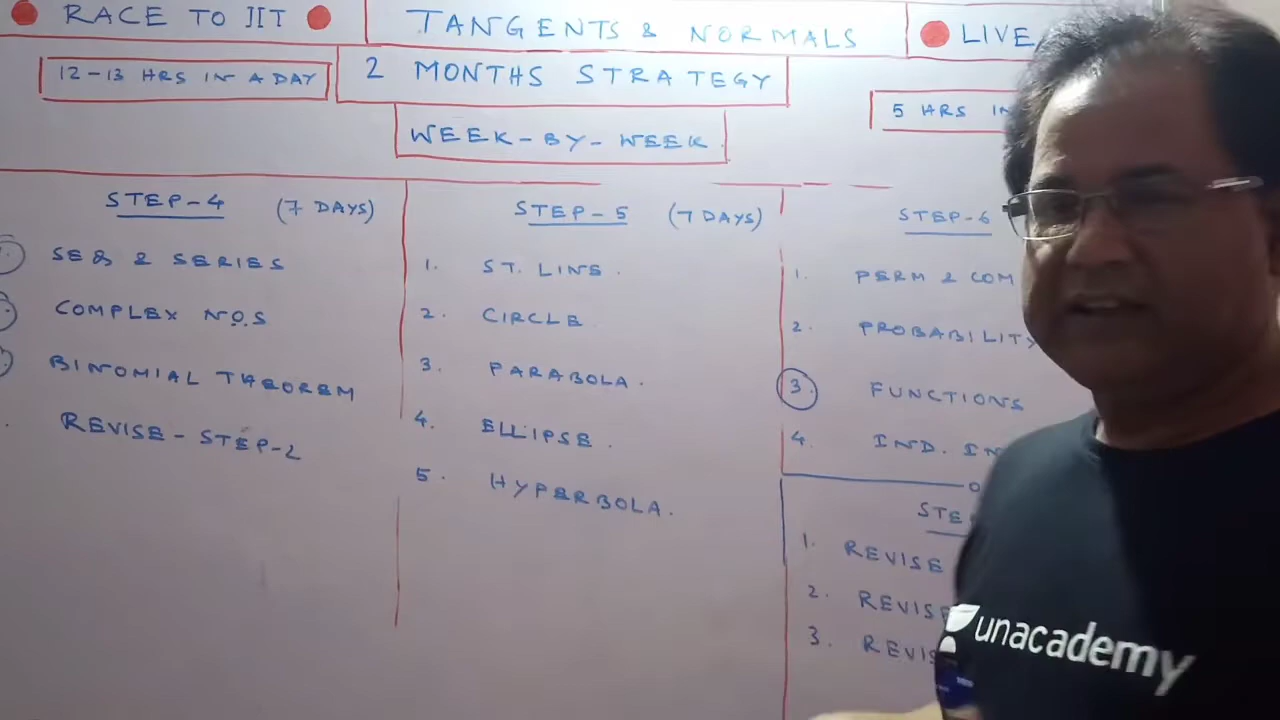 RACE TO IIT
TANGENTS & NORMALS
LIVE
12-13 HRS IN A DAY
2 MONTHS STRATEGY
5 HRS IN
WEEK-BY-WEEK
STEP-4 (7 DAYS)
SEQ & SERIES
COMPLEX NOS
BINOMIAL THEOREM
REVISE - STEP-2
STEP-5 (7 DAYS)
1. ST. LINE.
2. CIRCLE
3. PARABOLA.
4. ELLIPSE.
5. HYPERBOLA.
STEP-6
1. PERM & COM
2. PROBABILITY
3. FUNCTIONS
4. IND. IN
STE
1. REVISE
2. REVISE
3. REVIS
unacademy